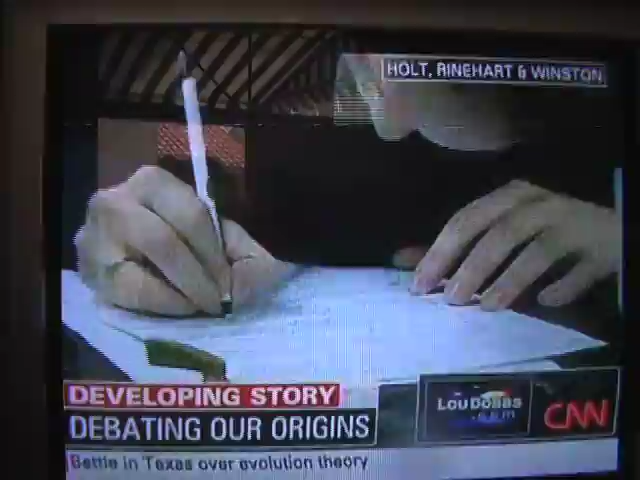 HOLT, RINEHART & WINSTON
DEVELOPING STORY
DEBATING OUR ORIGINS
LOU DOBBS
CNN
Battle in Texas over evolution theory